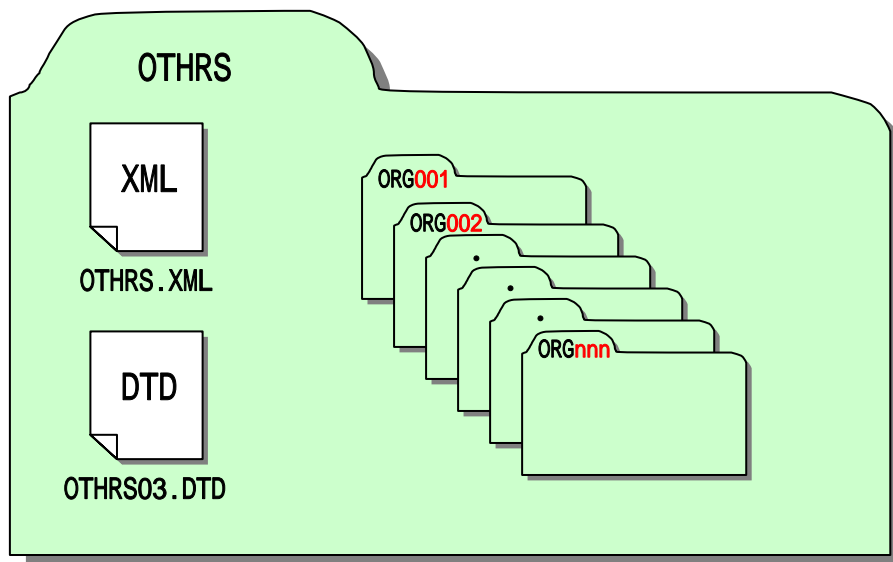 OTHRS
XML
OTHRS.XML
DTD
OTHRS03.DTD
ORG001
ORG002
ORGnnn